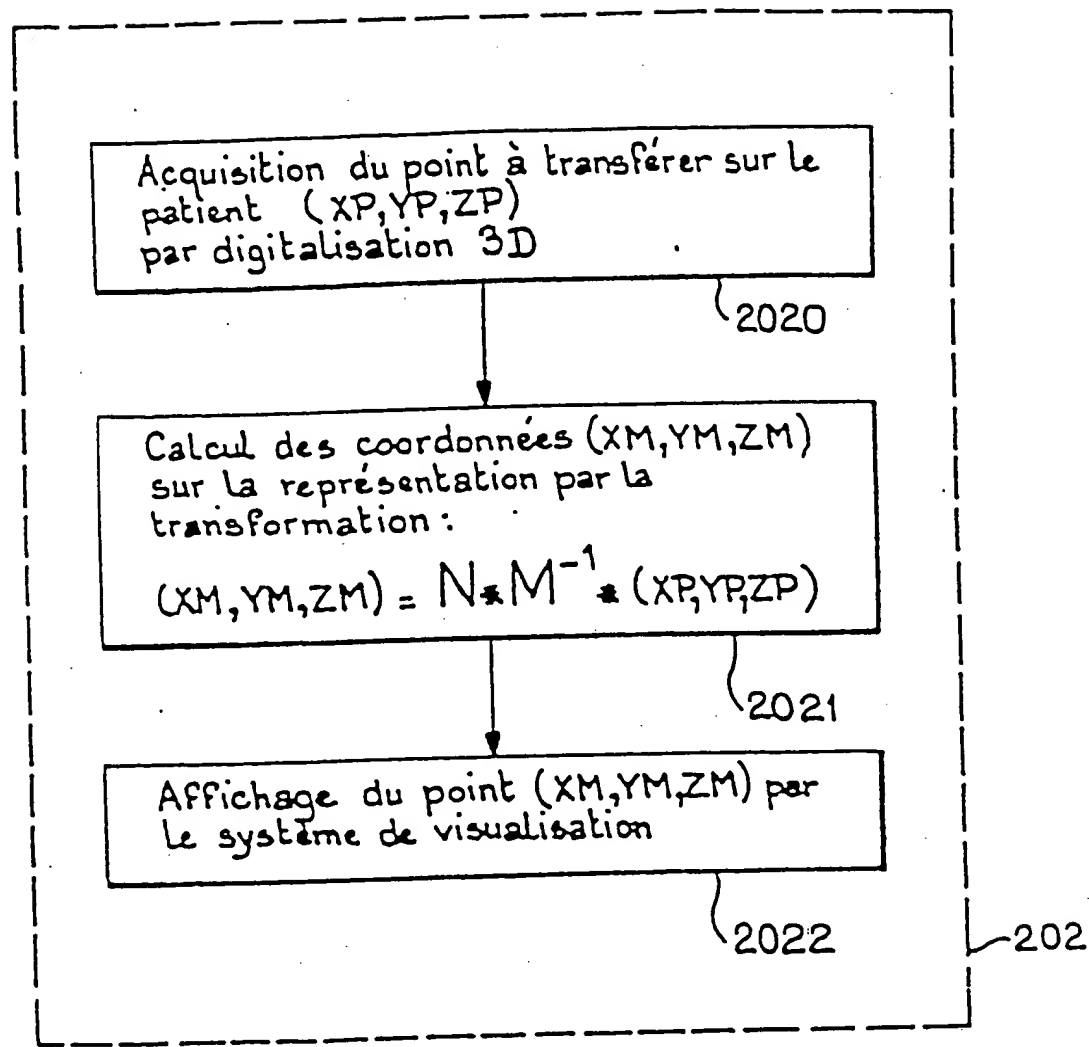 Acquisition du point à transférer sur le
patient (XP,YP,ZP)
par digitalisation 3D
2020
Calcul des coordonnées (XM,YM,ZM)
sur la représentation par la
transformation :
(XM,YM,ZM) = N*M⁻¹* (XP,YP,ZP)
2021
Affichage du point (XM,YM,ZM) par
le système de visualisation
2022
202